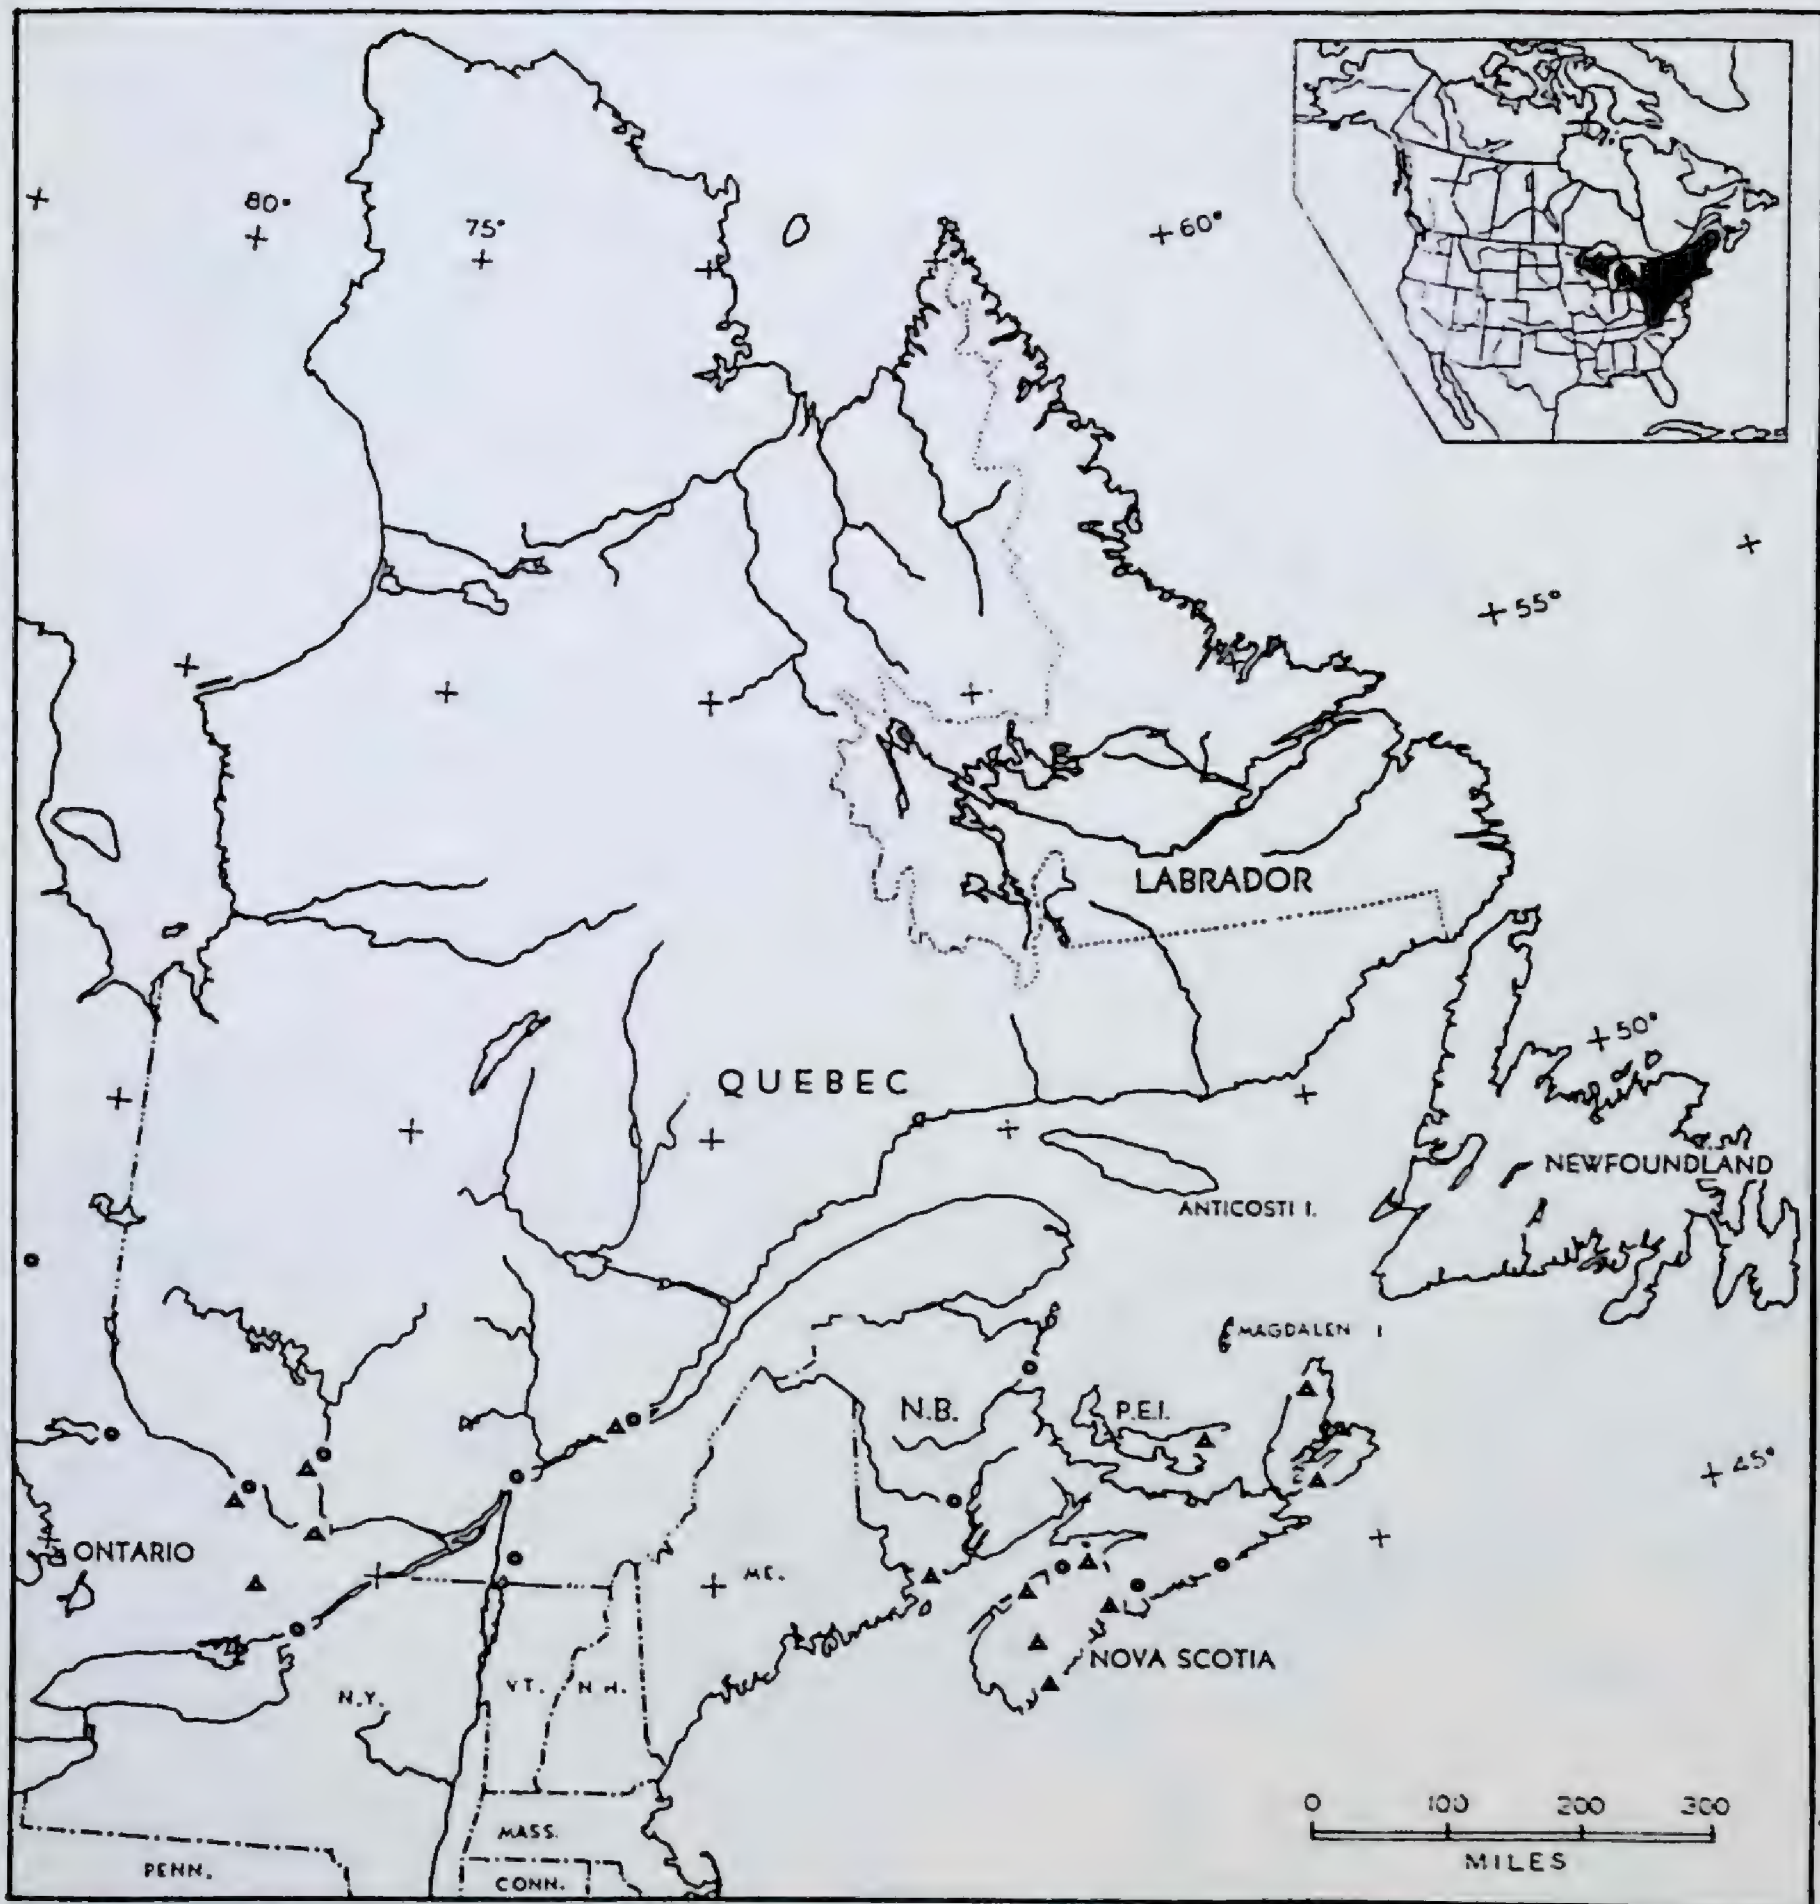 80°
75°
60°
55°
LABRADOR
50°
QUEBEC
NEWFOUNDLAND
ANTICOSTI I.
MAGDALEN I
N.B.
P.E.I.
45°
ONTARIO
ME.
NOVA SCOTIA
N.Y.
VT.
N.H.
0 100 200 300
MILES
MASS.
PENN.
CONN.